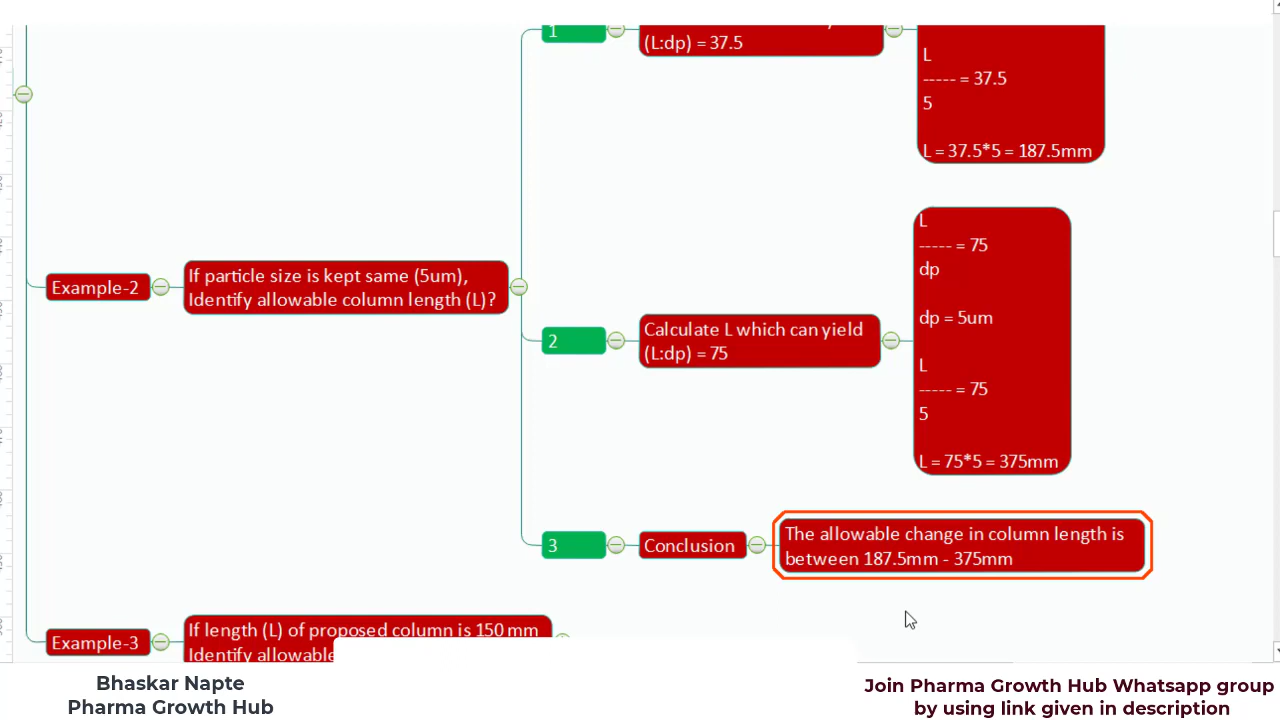 1
(L:dp) = 37.5
L
----- = 37.5
5
L = 37.5*5 = 187.5mm
Example-2
If particle size is kept same (5um),
Identify allowable column length (L)?
2
Calculate L which can yield
(L:dp) = 75
L
----- = 75
dp
dp = 5um
L
----- = 75
5
L = 75*5 = 375mm
3
Conclusion
The allowable change in column length is
between 187.5mm - 375mm
Example-3
If length (L) of proposed column is 150 mm
Identify allowable
Bhaskar Napte
Pharma Growth Hub
Join Pharma Growth Hub Whatsapp group
by using link given in description